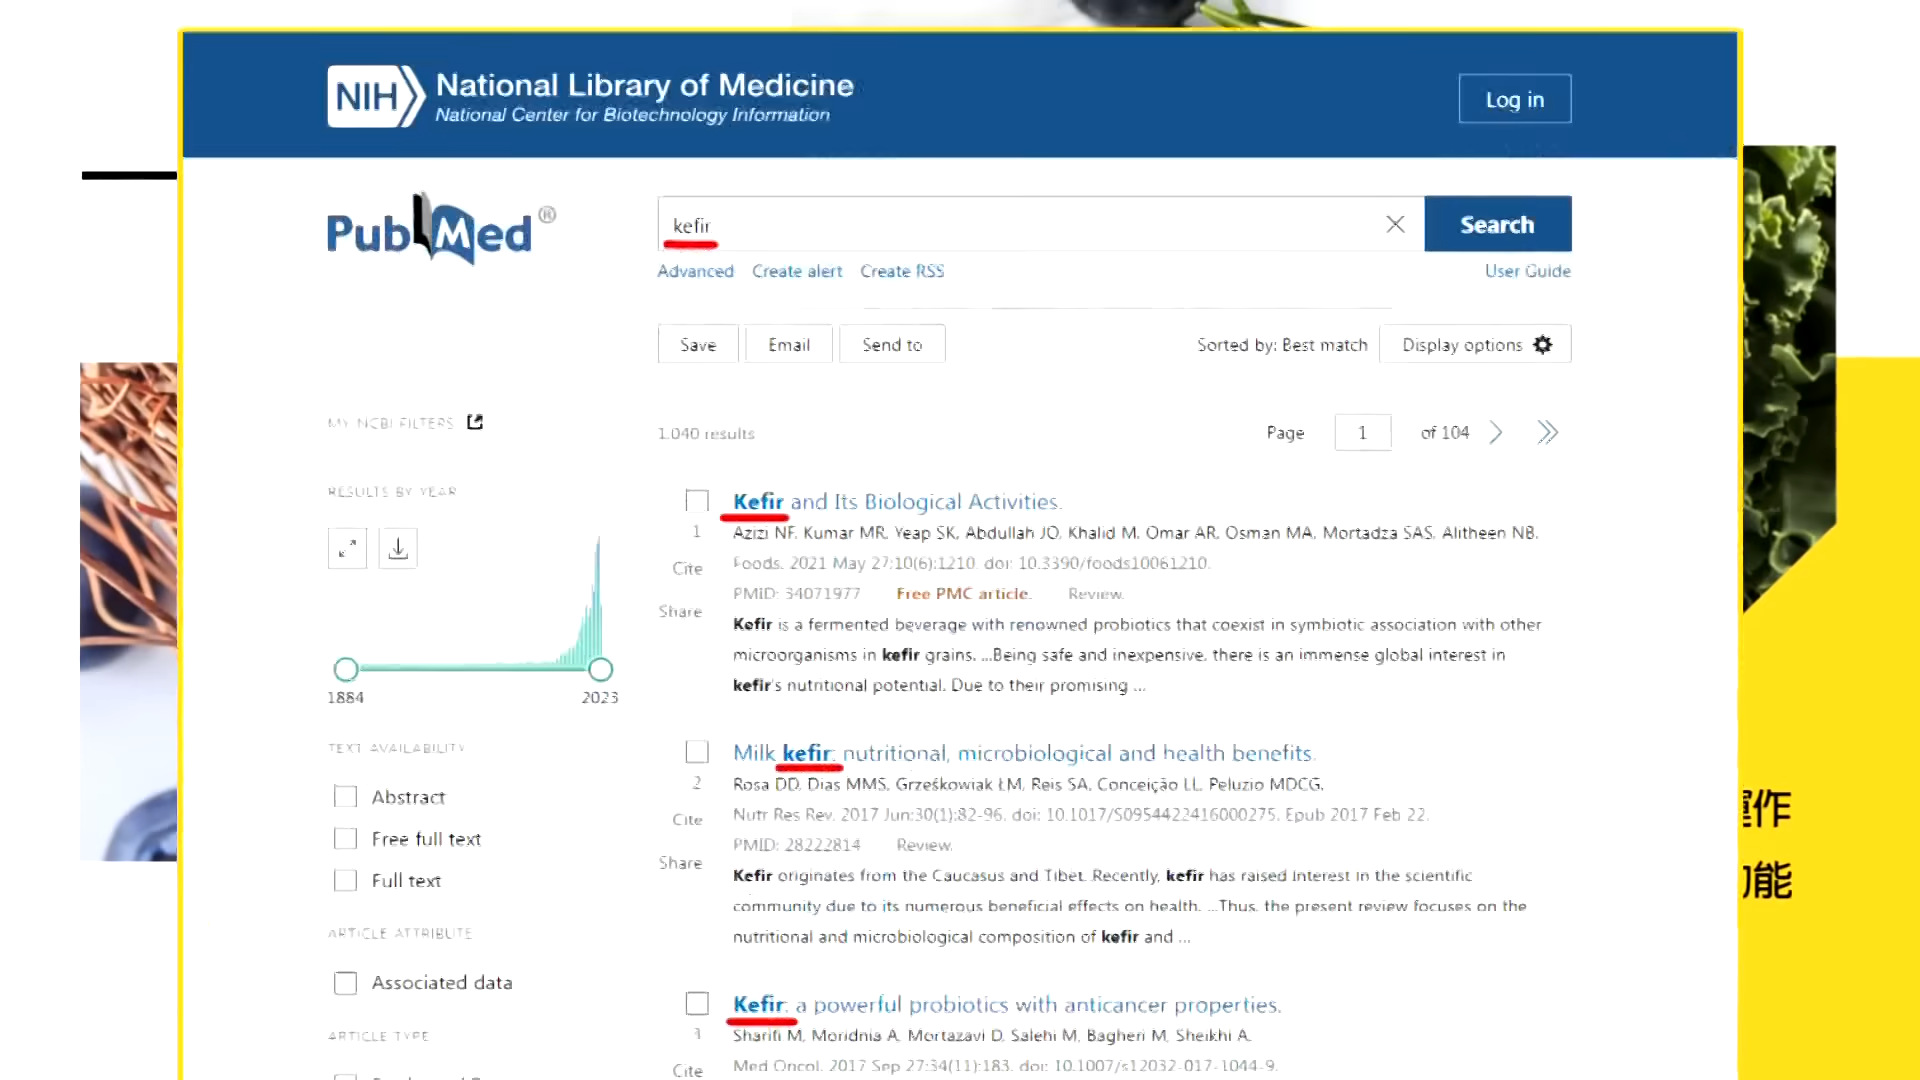 NIH National Library of Medicine
National Center for Biotechnology Information
Log in
PubMed®
kefir
Search
Advanced Create alert Create RSS
User Guide
Save Email Send to
Sorted by: Best match Display options
MY NCBI FILTERS
1,040 results
Page 1 of 104
RESULTS BY YEAR
1884 2023
TEXT AVAILABILITY
Abstract
Free full text
Full text
ARTICLE ATTRIBUTE
Associated data
ARTICLE TYPE
Kefir and Its Biological Activities.
1
Azizi NF, Kumar MR, Yeap SK, Abdullah JO, Khalid M, Omar AR, Osman MA, Mortadza SAS, Alitheen NB.
Cite
Foods. 2021 May 27;10(6):1210. doi: 10.3390/foods10061210.
PMID: 34071977 Free PMC article. Review.
Share
Kefir is a fermented beverage with renowned probiotics that coexist in symbiotic association with other
microorganisms in kefir grains. ...Being safe and inexpensive, there is an immense global interest in
kefir's nutritional potential. Due to their promising ...
Milk kefir: nutritional, microbiological and health benefits.
2
Rosa DD, Dias MMS, Grześkowiak ŁM, Reis SA, Conceição LL, Peluzio MDCG.
Cite
Nutr Res Rev. 2017 Jun;30(1):82-96. doi: 10.1017/S0954422416000275. Epub 2017 Feb 22.
PMID: 28222814 Review.
Share
Kefir originates from the Caucasus and Tibet. Recently, kefir has raised interest in the scientific
community due to its numerous beneficial effects on health. ...Thus, the present review focuses on the
nutritional and microbiological composition of kefir and ...
Kefir: a powerful probiotics with anticancer properties.
3
Sharifi M, Moridnia A, Mortazavi D, Salehi M, Bagheri M, Sheikhi A.
Cite
Med Oncol. 2017 Sep 27;34(11):183. doi: 10.1007/s12032-017-1044-9.
作
能